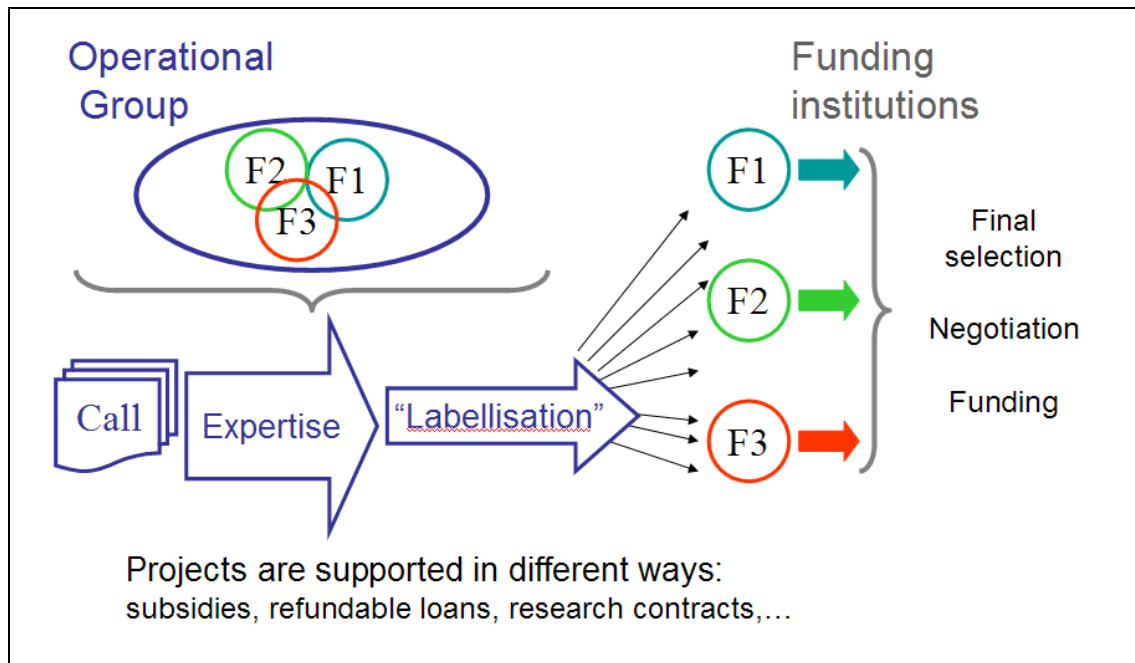 Operational
Group
Funding
institutions
F2
F1
F3
F1
F2
F3
Final
selection
Negotiation
Funding
Call
Expertise
“Labellisation”
Projects are supported in different ways:
subsidies, refundable loans, research contracts,…